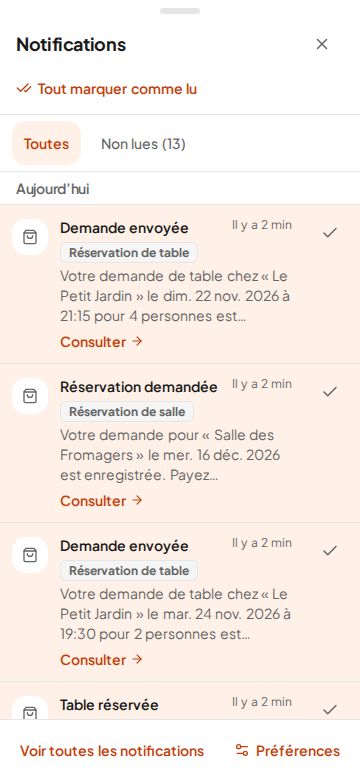 Notifications
Tout marquer comme lu
Toutes
Non lues (13)
Aujourd'hui
Demande envoyée
Il y a 2 min
Réservation de table
Votre demande de table chez « Le
Petit Jardin » le dim. 22 nov. 2026 à
21:15 pour 4 personnes est…
Consulter
Réservation demandée
Il y a 2 min
Réservation de salle
Votre demande pour « Salle des
Fromagers » le mer. 16 déc. 2026
est enregistrée. Payez…
Consulter
Demande envoyée
Il y a 2 min
Réservation de table
Votre demande de table chez « Le
Petit Jardin » le mar. 24 nov. 2026 à
19:30 pour 2 personnes est…
Consulter
Table réservée
Il y a 2 min
Voir toutes les notifications
Préférences